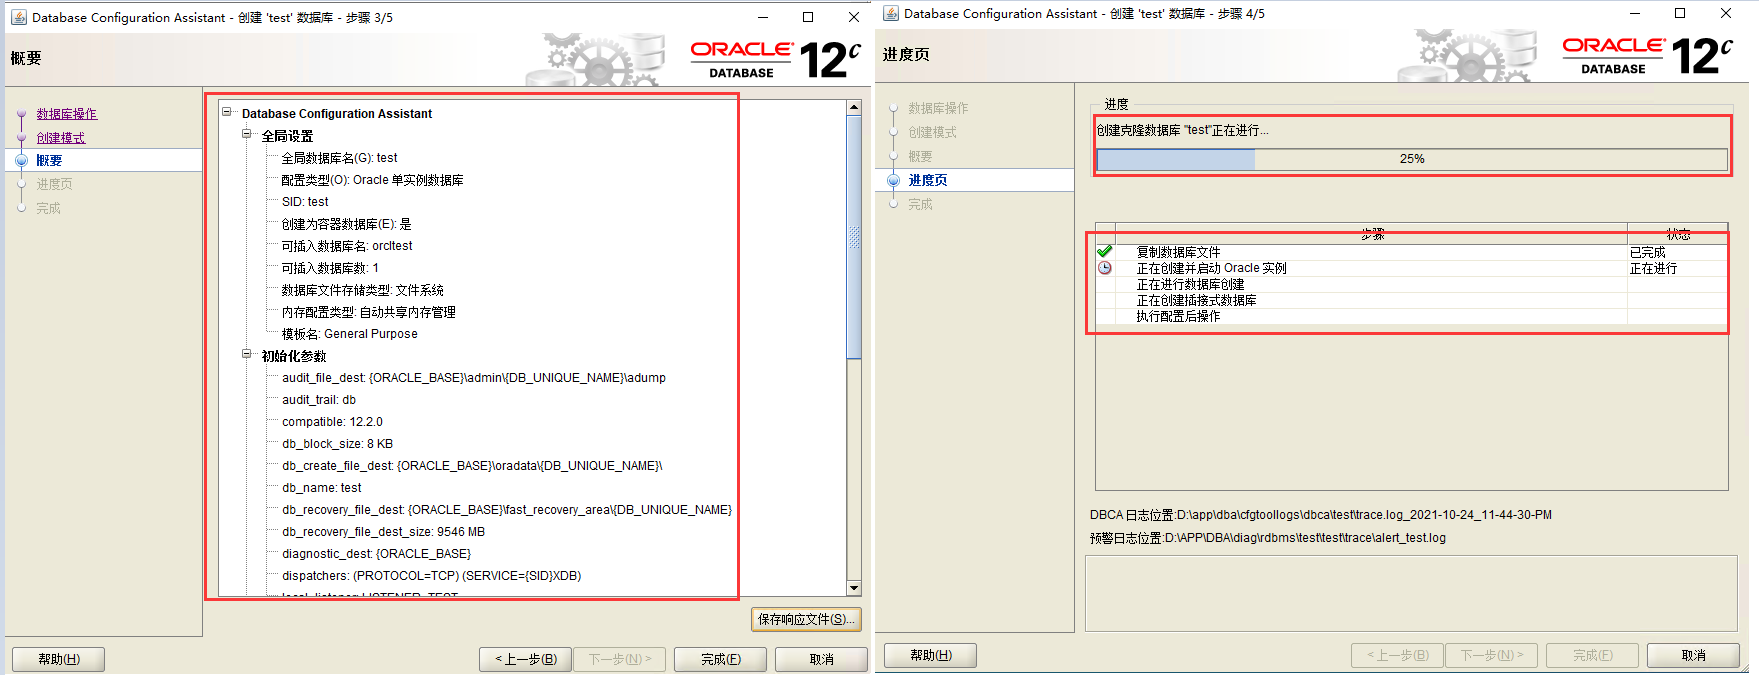 Database Configuration Assistant - 创建 'test' 数据库 - 步骤 3/5
概要
ORACLE
DATABASE
12c
数据库操作
创建模式
概要
进度页
完成
Database Configuration Assistant
全局设置
全局数据库名(G): test
配置类型(O): Oracle 单实例数据库
SID: test
创建为容器数据库(E): 是
可插入数据库名: orcltest
可插入数据库数: 1
数据库文件存储类型: 文件系统
内存配置类型: 自动共享内存管理
模板名: General Purpose
初始化参数
audit_file_dest: {ORACLE_BASE}\admin\{DB_UNIQUE_NAME}\adump
audit_trail: db
compatible: 12.2.0
db_block_size: 8 KB
db_create_file_dest: {ORACLE_BASE}\oradata\{DB_UNIQUE_NAME}\
db_name: test
db_recovery_file_dest: {ORACLE_BASE}\fast_recovery_area\{DB_UNIQUE_NAME}
db_recovery_file_dest_size: 9546 MB
diagnostic_dest: {ORACLE_BASE}
dispatchers: (PROTOCOL=TCP) (SERVICE={SID}XDB)
local_listener: LISTENER_TEST
保存响应文件(S)...
帮助(H)
< 上一步(B)
下一步(N) >
完成(F)
取消
Database Configuration Assistant - 创建 'test' 数据库 - 步骤 4/5
进度页
ORACLE
DATABASE
12c
数据库操作
创建模式
概要
进度页
完成
进度
创建克隆数据库 "test"正在进行...
25%
步骤 状态
复制数据库文件 已完成
正在创建并启动 Oracle 实例 正在进行
正在进行数据库创建
正在创建插接式数据库
执行配置后操作
DBCA 日志位置:D:\app\dba\cfgtoollogs\dbca\test\trace.log_2021-10-24_11-44-30-PM
预警日志位置:D:\APP\DBA\diag\rdbms\test\test\trace\alert_test.log
帮助(H)
< 上一步(B)
下一步(N) >
完成(F)
取消